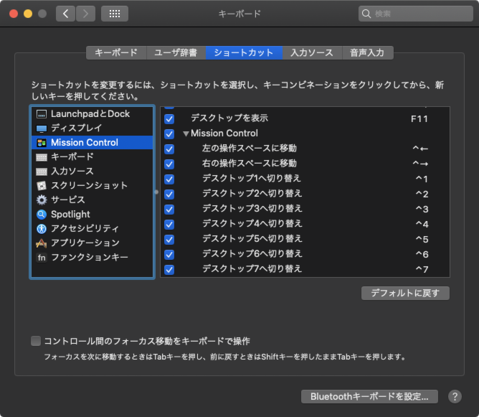 キーボード
検索
キーボード ユーザ辞書 ショートカット 入力ソース 音声入力
ショートカットを変更するには、ショートカットを選択し、キーコンビネーションをクリックしてから、新
しいキーを押してください。
LaunchpadとDock
ディスプレイ
Mission Control
キーボード
入力ソース
スクリーンショット
サービス
Spotlight
アクセシビリティ
アプリケーション
fn ファンクションキー
デスクトップを表示 F11
Mission Control
左の操作スペースに移動 ^←
右の操作スペースに移動 ^→
デスクトップ1へ切り替え ^1
デスクトップ2へ切り替え ^2
デスクトップ3へ切り替え ^3
デスクトップ4へ切り替え ^4
デスクトップ5へ切り替え ^5
デスクトップ6へ切り替え ^6
デスクトップ7へ切り替え ^7
デフォルトに戻す
コントロール間のフォーカス移動をキーボードで操作
フォーカスを次に移動するときはTabキーを押し、前に戻すときはShiftキーを押したままTabキーを押します。
Bluetoothキーボードを設定... ?